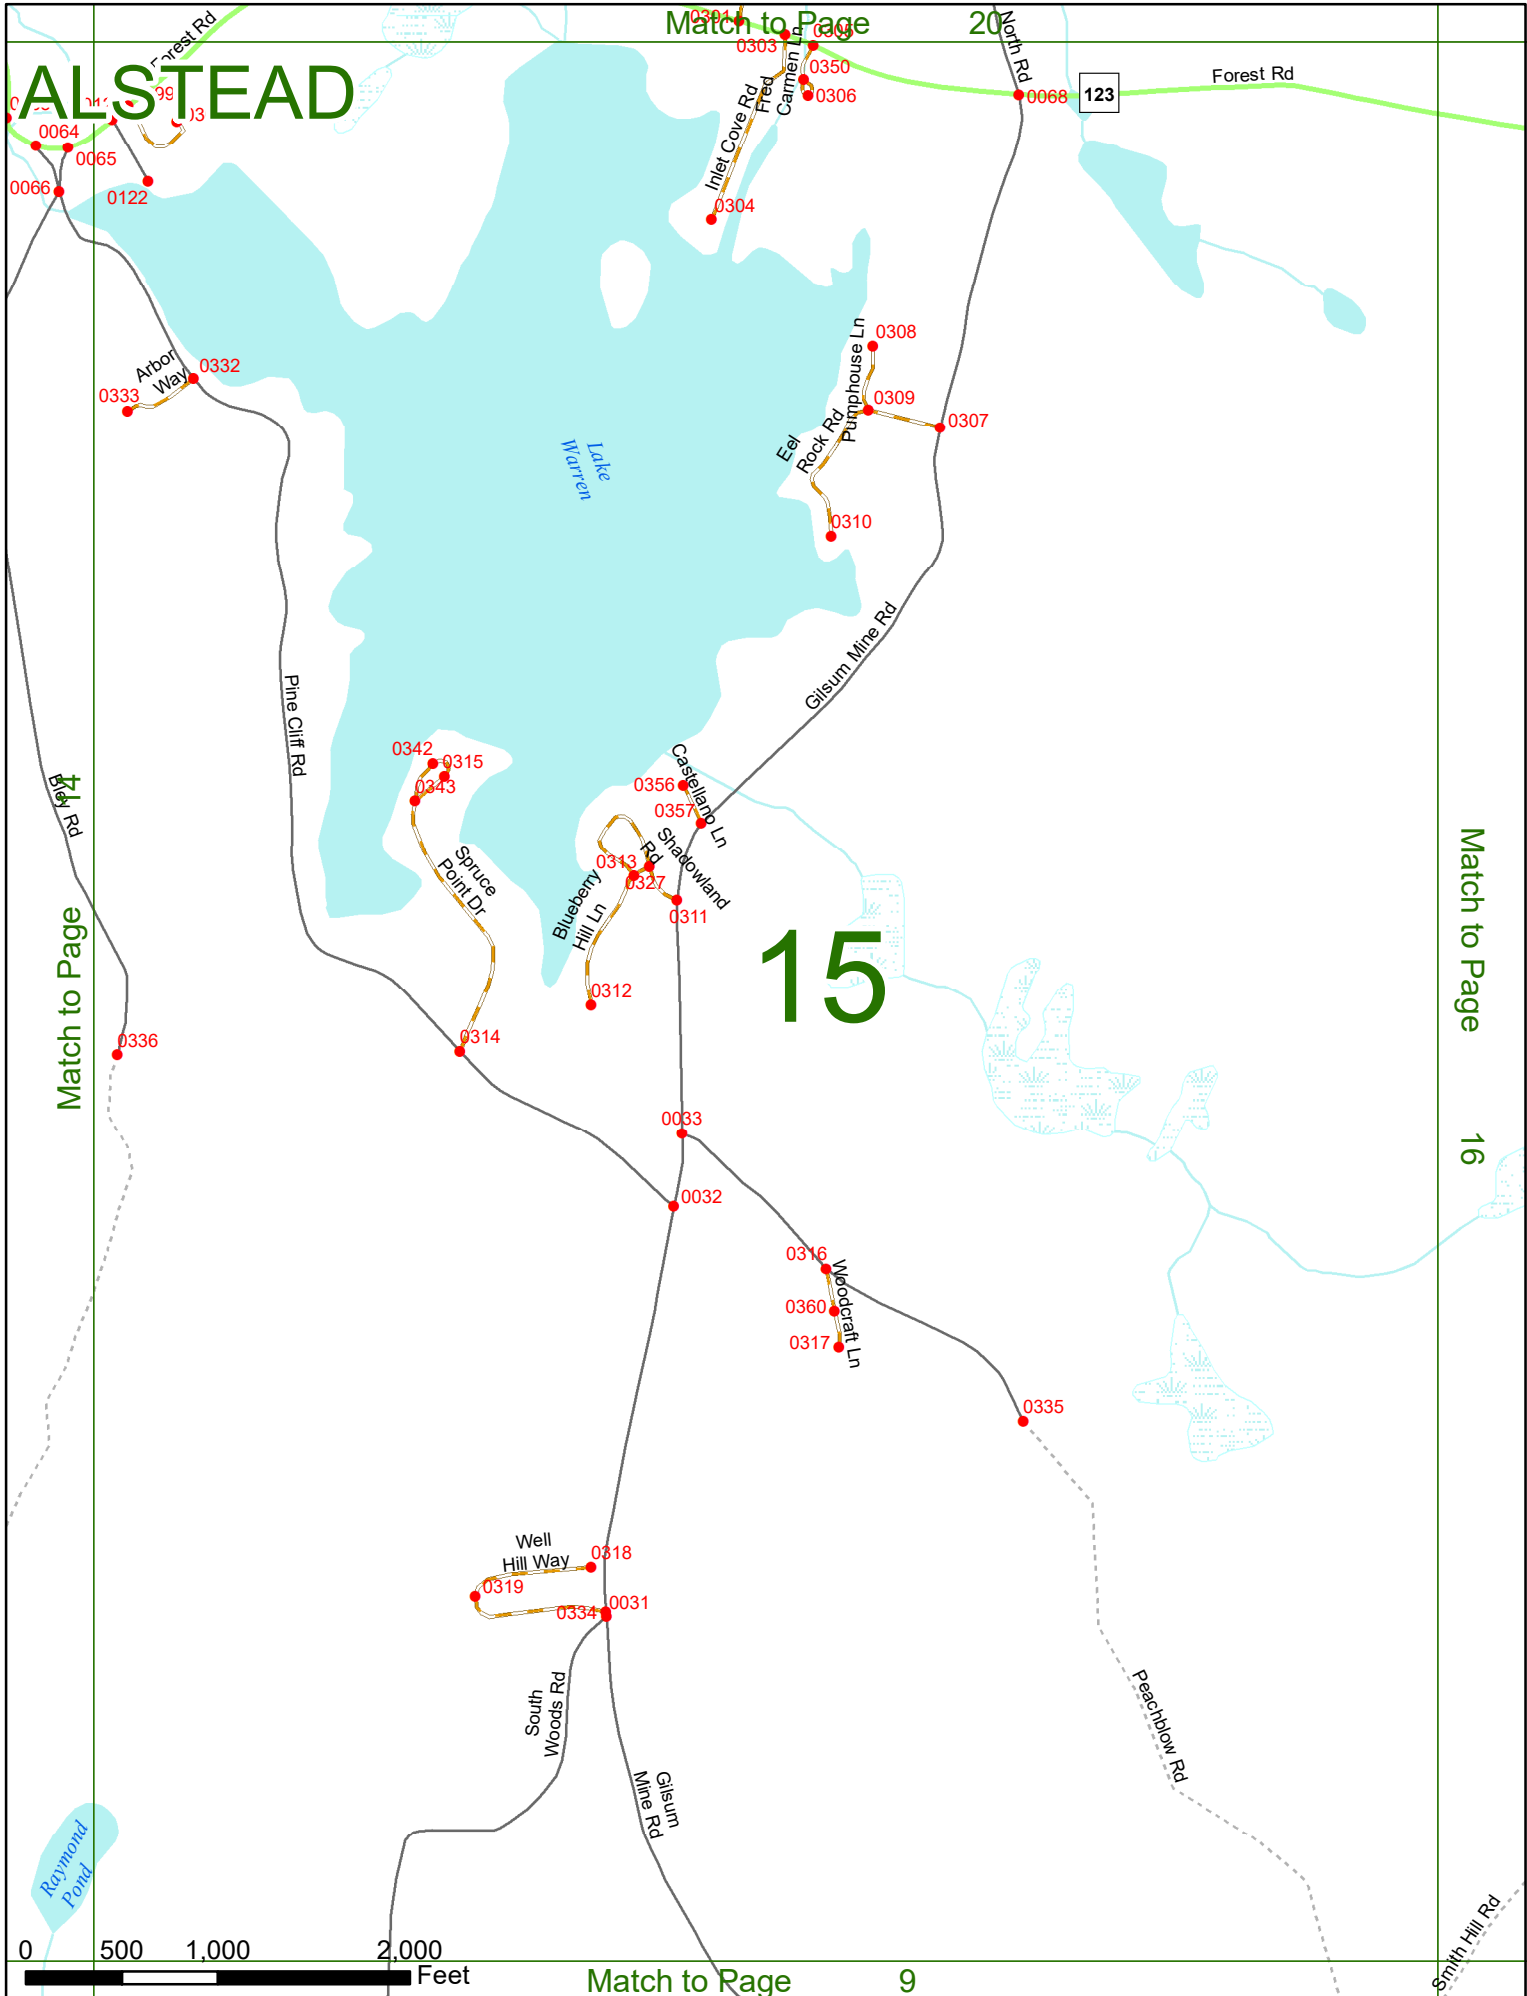 Match to Page 20
ALSTEAD
Forest Rd
0301
0303
0305
0350
0306
Fred
Carmen Ln
Inlet Cove Rd
0304
North Rd
0068
123
Forest Rd
0064
0065
0066
0122
Arbor
Way
0332
0333
Lake
Warren
0308
Pumphouse Ln
0309
0307
Eel
Rock Rd
0310
Gilsum Mine Rd
Pine Cliff Rd
Bley Rd
Match to Page 14
0342
0315
0343
Spruce
Point Dr
0356
0357
Castellano Ln
Shadowland
Rd
0313
0327
0311
Blueberry
Hill Ln
0312
15
Match to Page 16
0336
0314
0033
0032
0316
0360
0317
Woodcraft Ln
0335
Well
Hill Way
0318
0319
0031
0334
South
Woods Rd
Gilsum
Mine Rd
Peachblow Rd
Raymond
Pond
Smith Hill Rd
0 500 1,000 2,000
Feet
Match to Page 9